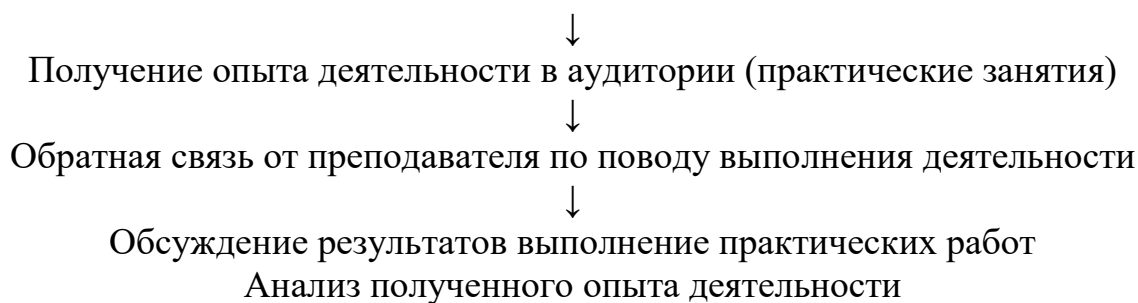 ↓
Получение опыта деятельности в аудитории (практические занятия)
↓
Обратная связь от преподавателя по поводу выполнения деятельности
↓
Обсуждение результатов выполнение практических работ
Анализ полученного опыта деятельности